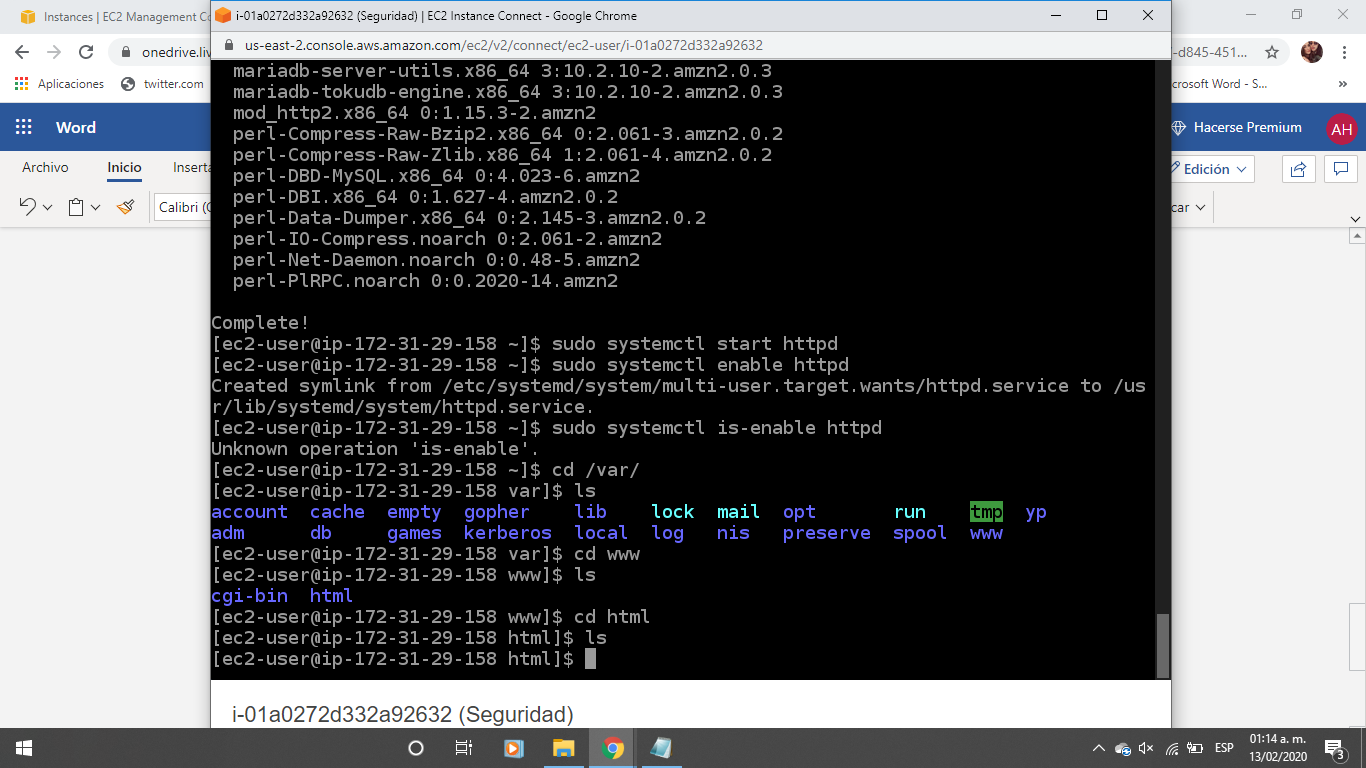 Instances | EC2 Management Co
i-01a0272d332a92632 (Seguridad) | EC2 Instance Connect - Google Chrome
onedrive.liv
us-east-2.console.aws.amazon.com/ec2/v2/connect/ec2-user/i-01a0272d332a92632
-d845-451...
Aplicaciones
twitter.com
crosoft Word - S...
»
Word
Hacerse Premium
AH
Archivo
Inicio
Inserta
Edición
Calibri (C
car
mariadb-server-utils.x86_64 3:10.2.10-2.amzn2.0.3
mariadb-tokudb-engine.x86_64 3:10.2.10-2.amzn2.0.3
mod_http2.x86_64 0:1.15.3-2.amzn2
perl-Compress-Raw-Bzip2.x86_64 0:2.061-3.amzn2.0.2
perl-Compress-Raw-Zlib.x86_64 1:2.061-4.amzn2.0.2
perl-DBD-MySQL.x86_64 0:4.023-6.amzn2
perl-DBI.x86_64 0:1.627-4.amzn2.0.2
perl-Data-Dumper.x86_64 0:2.145-3.amzn2.0.2
perl-IO-Compress.noarch 0:2.061-2.amzn2
perl-Net-Daemon.noarch 0:0.48-5.amzn2
perl-PlRPC.noarch 0:0.2020-14.amzn2
Complete!
[ec2-user@ip-172-31-29-158 ~]$ sudo systemctl start httpd
[ec2-user@ip-172-31-29-158 ~]$ sudo systemctl enable httpd
Created symlink from /etc/systemd/system/multi-user.target.wants/httpd.service to /us
r/lib/systemd/system/httpd.service.
[ec2-user@ip-172-31-29-158 ~]$ sudo systemctl is-enable httpd
Unknown operation 'is-enable'.
[ec2-user@ip-172-31-29-158 ~]$ cd /var/
[ec2-user@ip-172-31-29-158 var]$ ls
account cache empty gopher lib lock mail opt run tmp yp
adm db games kerberos local log nis preserve spool www
[ec2-user@ip-172-31-29-158 var]$ cd www
[ec2-user@ip-172-31-29-158 www]$ ls
cgi-bin html
[ec2-user@ip-172-31-29-158 www]$ cd html
[ec2-user@ip-172-31-29-158 html]$ ls
[ec2-user@ip-172-31-29-158 html]$
i-01a0272d332a92632 (Seguridad)
ESP
01:14 a. m.
13/02/2020
3